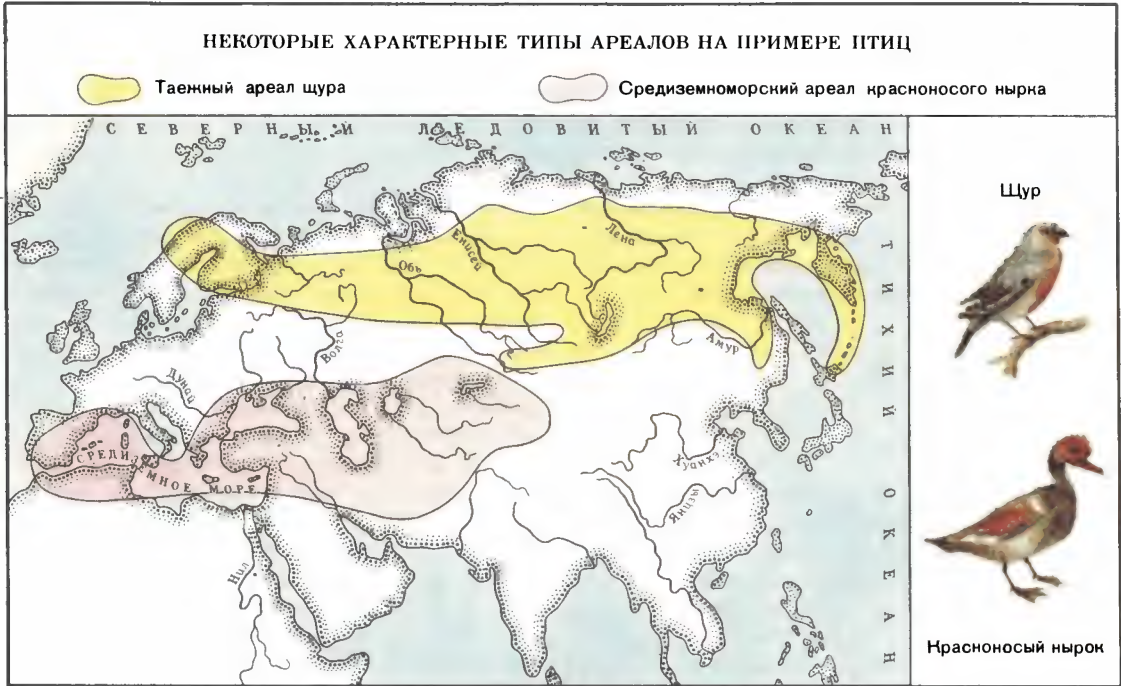 НЕКОТОРЫЕ ХАРАКТЕРНЫЕ ТИПЫ АРЕАЛОВ НА ПРИМЕРЕ ПТИЦ
Таежный ареал щура
Средиземноморский ареал красноносого нырка
СЕВЕРНЫЙ ЛЕДОВИТЫЙ ОКЕАН
Щур
Лена
Енисей
Обь
ТИХИЙ ОКЕАН
Амур
Волга
Дунай
СРЕДИЗЕМНОЕ МОРЕ
Хуанхэ
Янцзы
Нил
Красноносый нырок